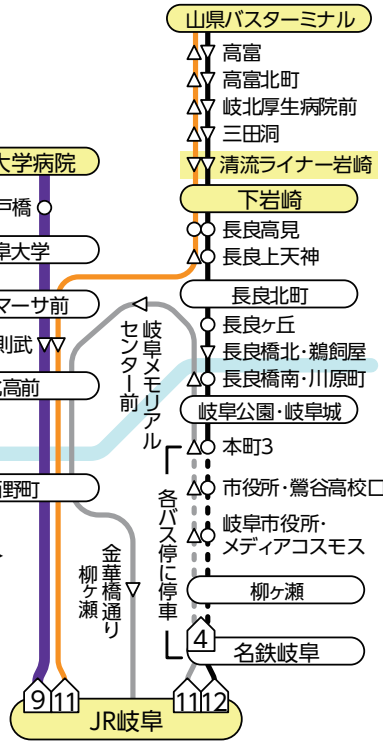 山県バスターミナル
高富
高富北町
岐北厚生病院前
三田洞
清流ライナー岩崎
下岩崎
長良高見
長良上天神
長良北町
長良ヶ丘
長良橋北・鵜飼屋
長良橋南・川原町
岐阜公園・岐阜城
本町3
市役所・鶯谷高校口
岐阜市役所・
メディアコスモス
柳ヶ瀬
4
名鉄岐阜
大学病院
戸橋
阜大学
マーサ前
則武
高前
野町
岐阜メモリアル
センター前
各バス停に停車
金華橋通り
柳ヶ瀬
9
11
11
12
JR岐阜